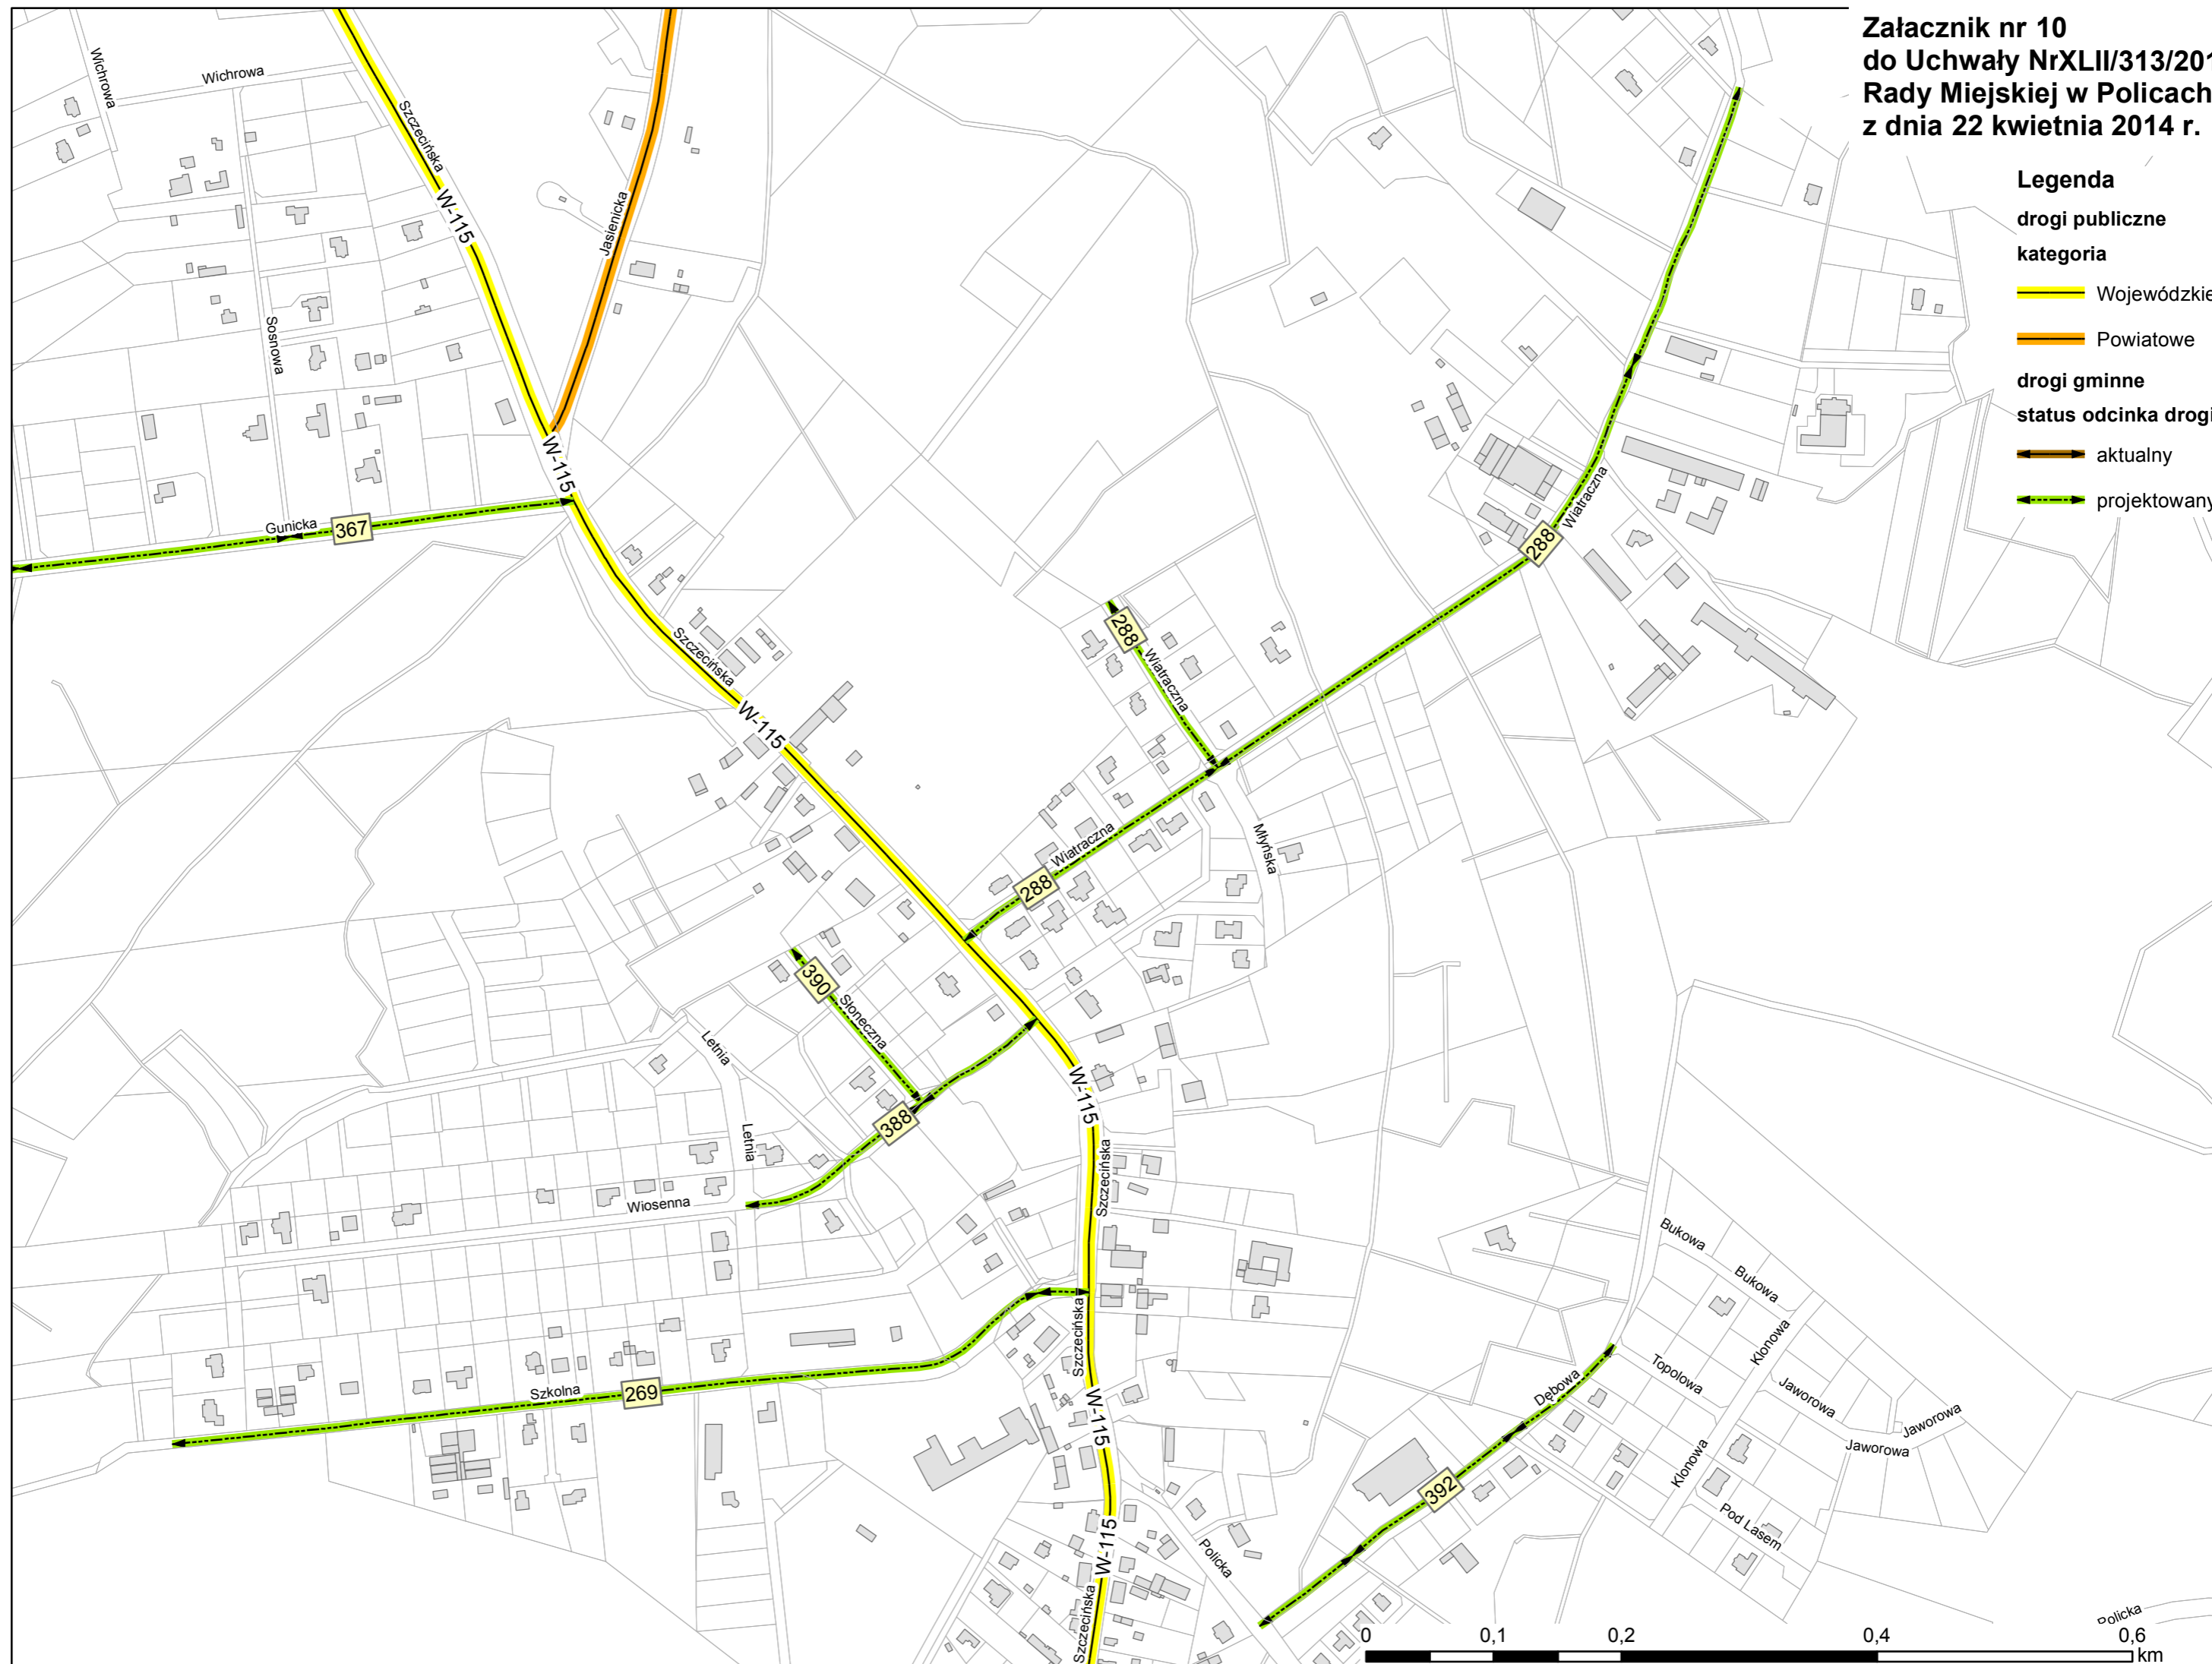 Załacznik nr 10
do Uchwały NrXLII/313/201
Rady Miejskiej w Policach
z dnia 22 kwietnia 2014 r.
Legenda
drogi publiczne
kategoria
Wojewódzkie
Powiatowe
drogi gminne
status odcinka drogi
aktualny
projektowany
Wichrowa
Wichrowa
Szczecińska
W-115
Jasienicka
Sosnowa
W-115
Gunicka
367
Wiatraczna
288
288
Wiatraczna
Szczecińska
W-115
Wiatraczna
288
Młyńska
390
Słoneczna
Letnia
388
W-115
Letnia
Szczecińska
Wiosenna
Bukowa
Bukowa
Szczecińska
Klonowa
Topolowa
Dębowa
Jaworowa
Jaworowa
Jaworowa
Szkolna
269
W-115
Klonowa
392
Pod Lasem
W-115
Policka
Szczecińska
Policka
0
0,1
0,2
0,4
0,6
km